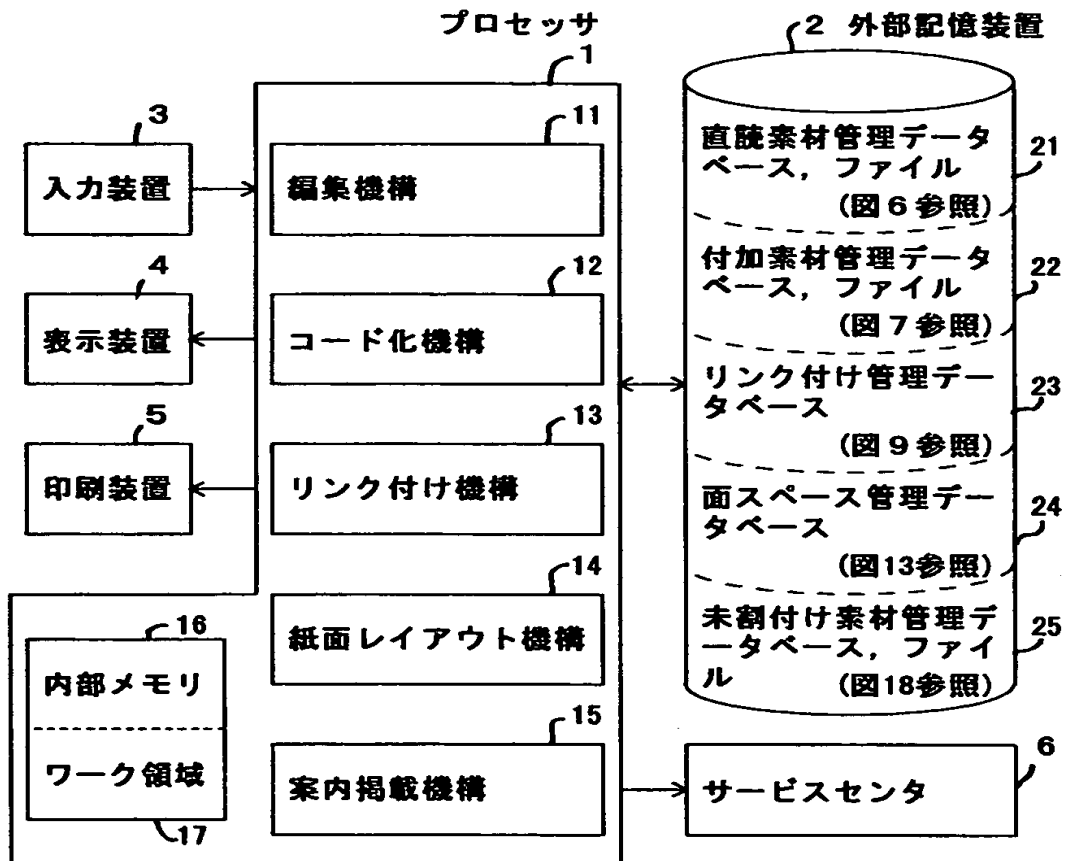 プロセッサ
1
2 外部記憶装置
3
入力装置
4
表示装置
5
印刷装置
11
編集機構
12
コード化機構
13
リンク付け機構
14
紙面レイアウト機構
15
案内掲載機構
16
内部メモリ
ワーク領域
17
直読素材管理データ
ベース，ファイル
(図６参照)
21
付加素材管理データ
ベース，ファイル
(図７参照)
22
リンク付け管理デー
タベース
(図９参照)
23
面スペース管理デー
タベース
(図13参照)
24
未割付け素材管理デ
ータベース，ファイ
ル (図18参照)
25
サービスセンタ
6